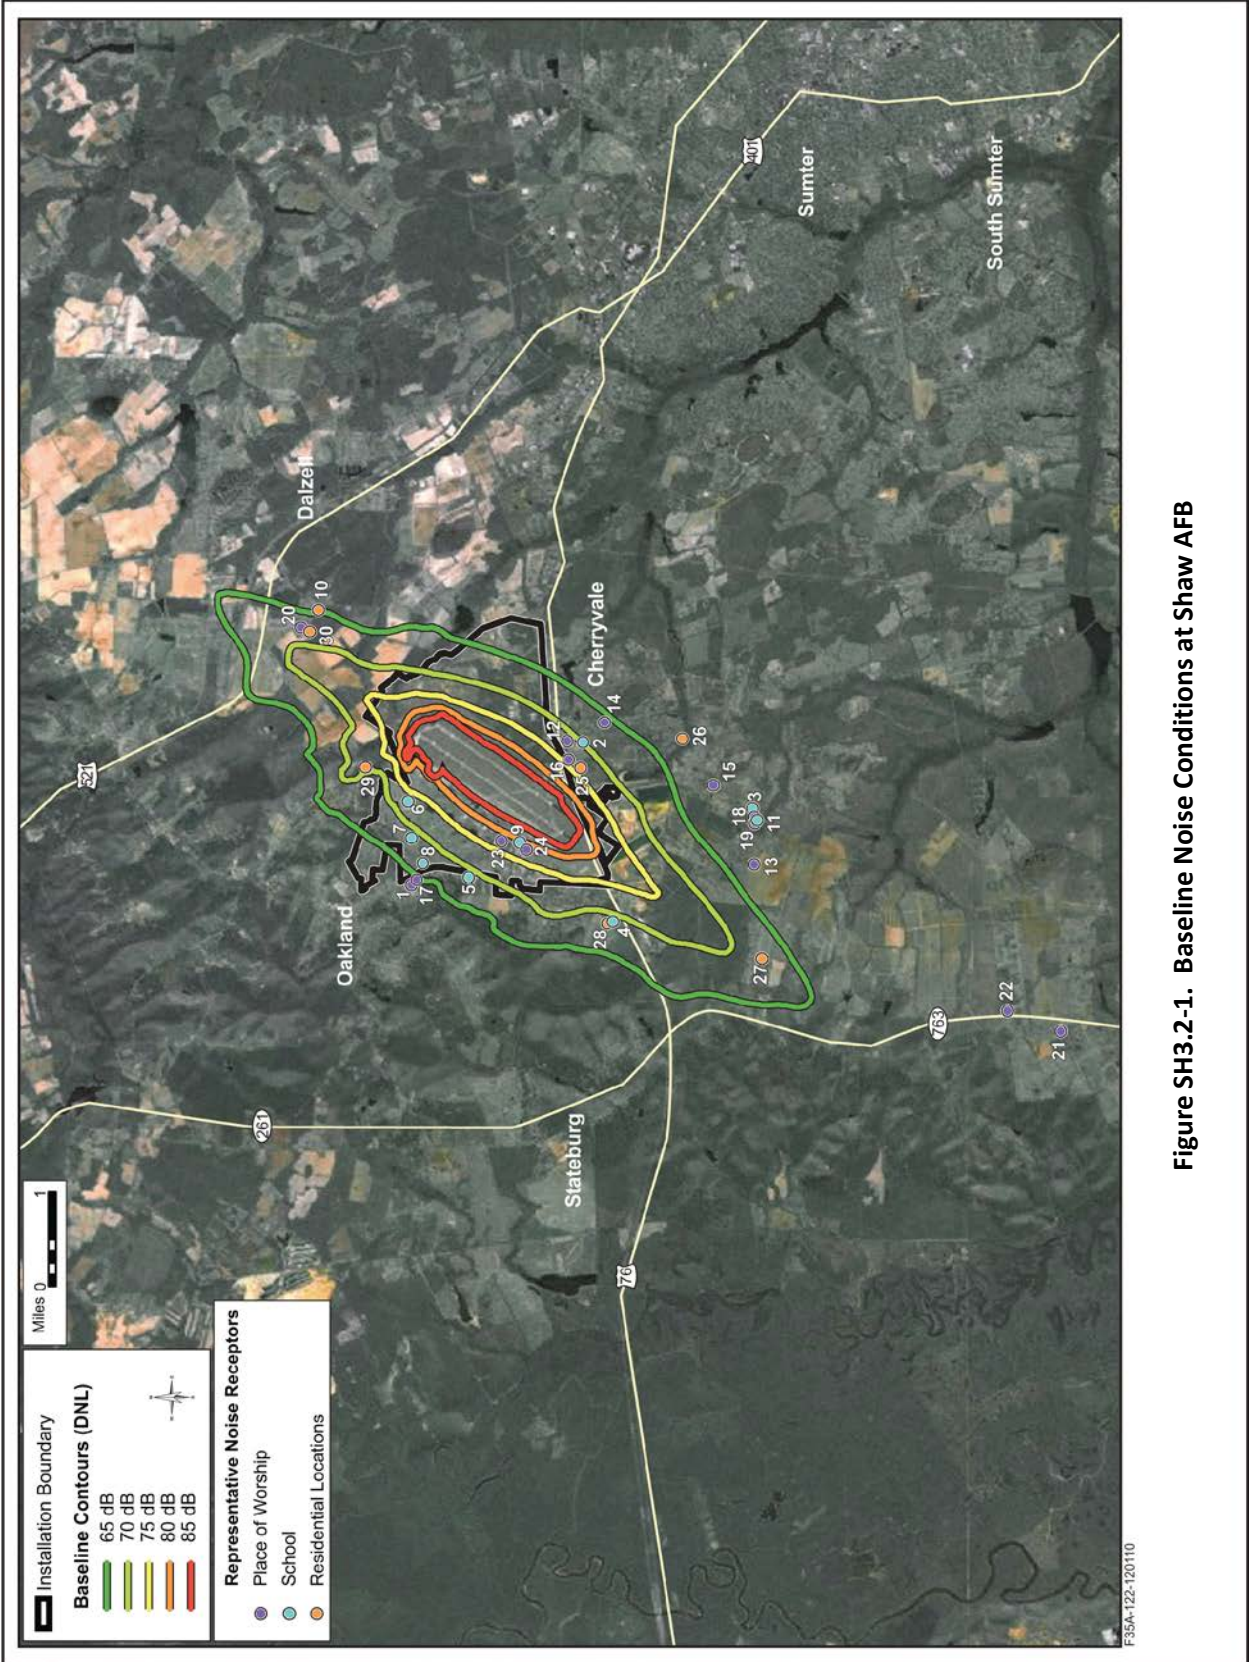 Installation Boundary
Baseline Contours (DNL)
65 dB
70 dB
75 dB
80 dB
85 dB
Miles 0 1
Representative Noise Receptors
Place of Worship
School
Residential Locations
521
261
401
76
763
Dalzell
Oakland
Cherryvale
Stateburg
Sumter
South Sumter
20
30
10
29
6
7
8
1
17
5
23
9
24
12
16
2
25
14
26
15
28
4
18
3
19
11
13
27
22
21
F35A-122-120110
Figure SH3.2-1. Baseline Noise Conditions at Shaw AFB